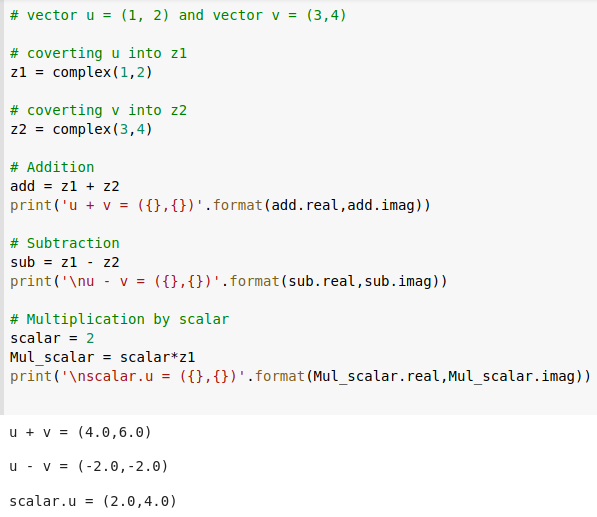 # vector u = (1, 2) and vector v = (3,4)
# coverting u into z1
z1 = complex(1,2)
# coverting v into z2
z2 = complex(3,4)
# Addition
add = z1 + z2
print('u + v = ({},{})'.format(add.real,add.imag))
# Subtraction
sub = z1 - z2
print('\nu - v = ({},{})'.format(sub.real,sub.imag))
# Multiplication by scalar
scalar = 2
Mul_scalar = scalar*z1
print('\nscalar.u = ({},{})'.format(Mul_scalar.real,Mul_scalar.imag))
u + v = (4.0,6.0)
u - v = (-2.0,-2.0)
scalar.u = (2.0,4.0)